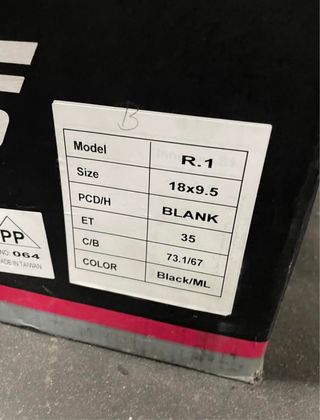 B
Model R.1
Size 18x9.5
PCD/H BLANK
ET 35
C/B 73.1/67
COLOR Black/ML
PP
NO: 064
MADE IN TAIWAN